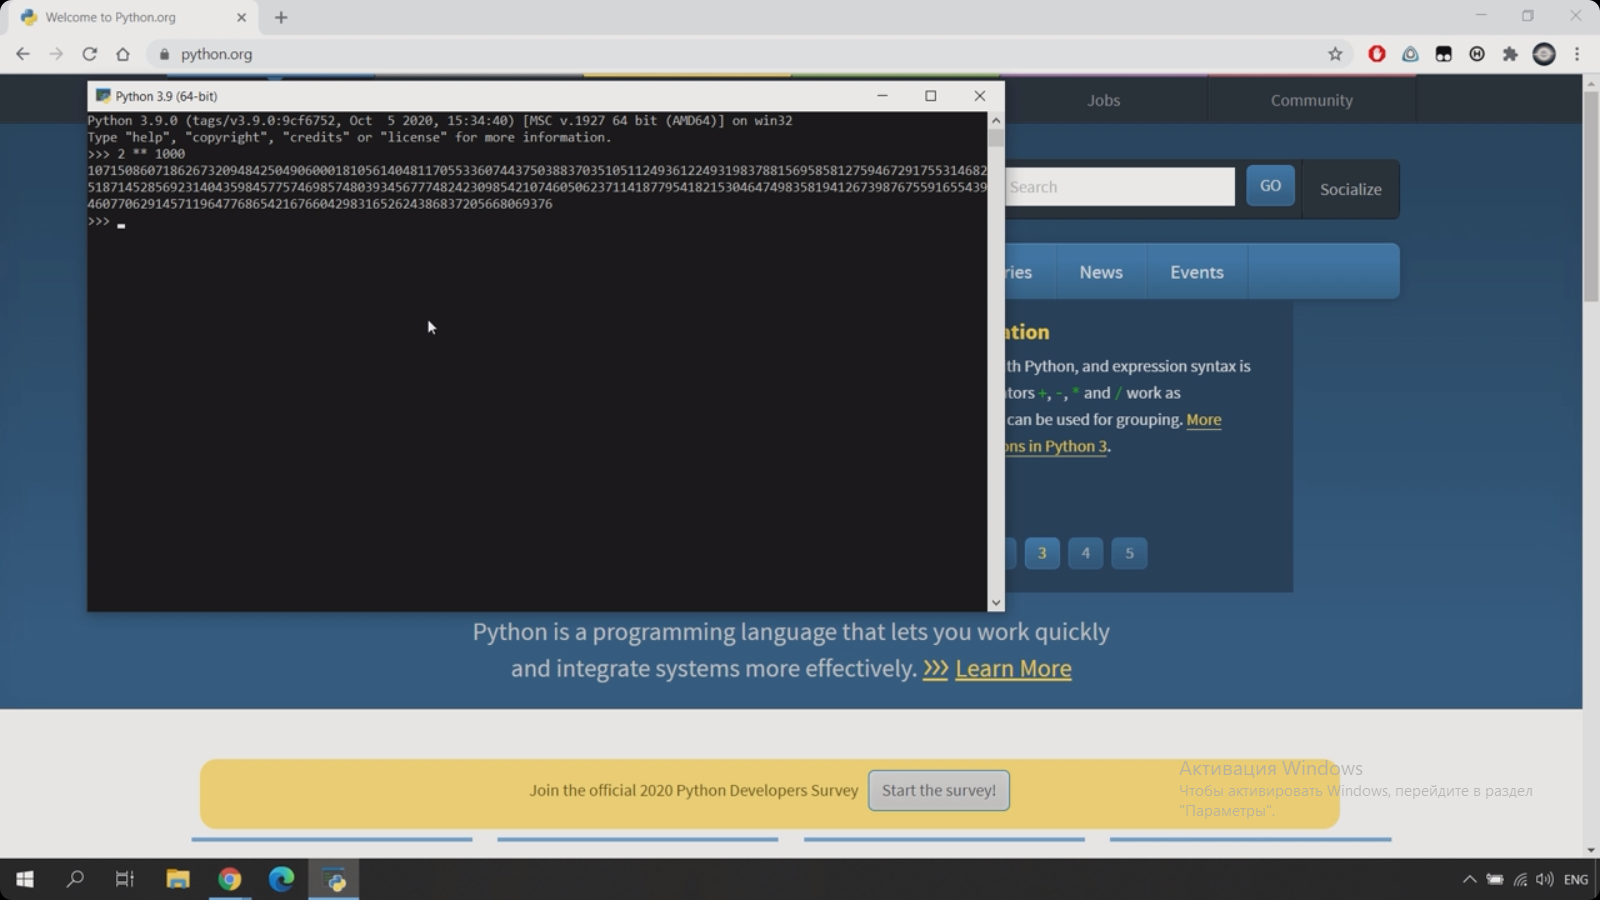 Welcome to Python.org
python.org
Jobs
Community
Python 3.9 (64-bit)
Python 3.9.0 (tags/v3.9.0:9cf6752, Oct  5 2020, 15:34:40) [MSC v.1927 64 bit (AMD64)] on win32
Type "help", "copyright", "credits" or "license" for more information.
>>> 2 ** 1000
10715086071862673209484250490600018105614048117055336074437503883703510511249361224931983788156958581275946729175531468251871452856923140435984577574698574803934567774824230985421074605062371141877954182153046474983581941267398767559165543946077062914571196477686542167660429831652624386837205668069376
>>>
Search
GO
Socialize
ries
News
Events
ation
th Python, and expression syntax is
tors +, -, * and / work as
can be used for grouping. More
ons in Python 3.
3
4
5
Python is a programming language that lets you work quickly
and integrate systems more effectively. >>> Learn More
Join the official 2020 Python Developers Survey
Start the survey!
Активация Windows
Чтобы активировать Windows, перейдите в раздел
"Параметры".
ENG